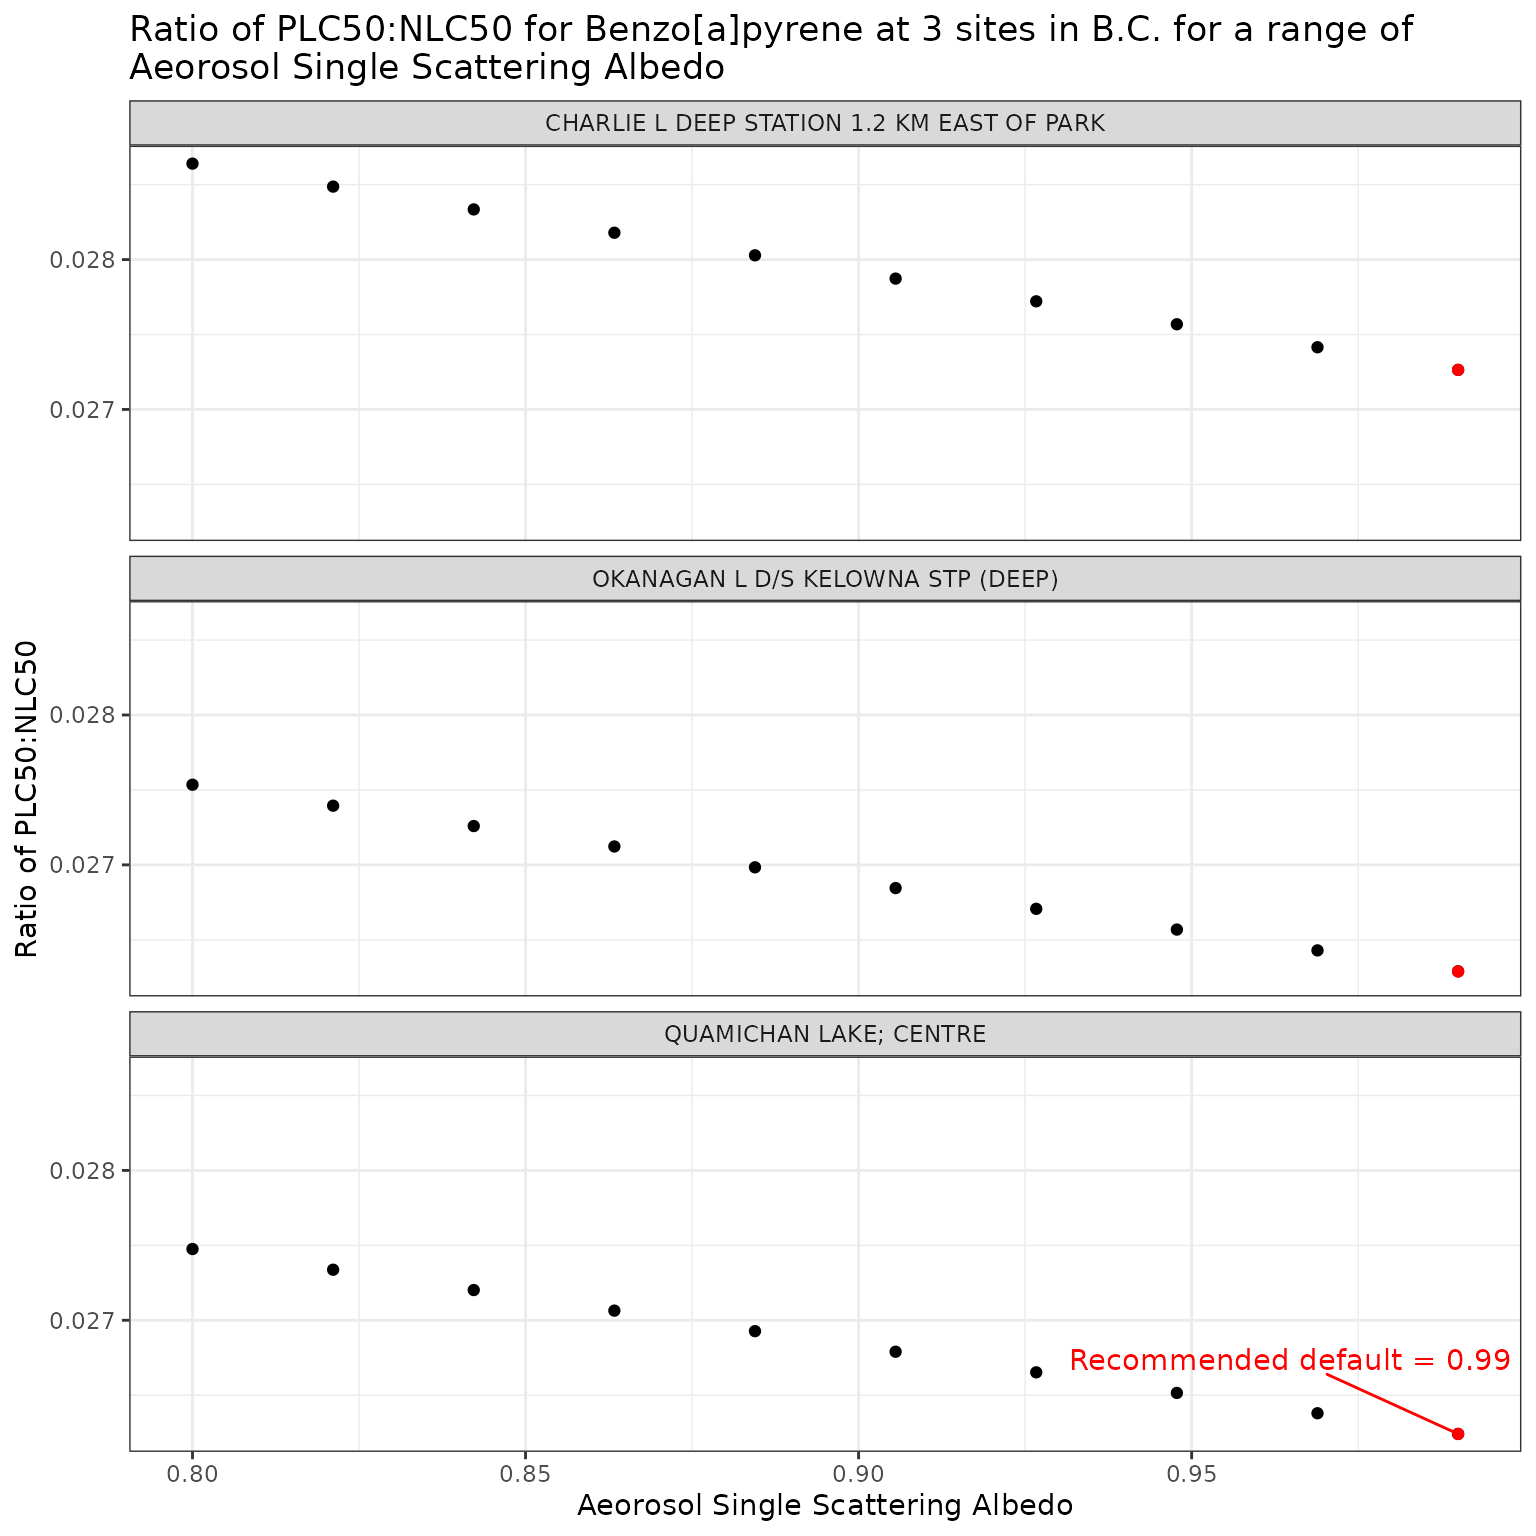 Ratio of PLC50:NLC50 for Benzo[a]pyrene at 3 sites in B.C. for a range of
Aeorosol Single Scattering Albedo
CHARLIE L DEEP STATION 1.2 KM EAST OF PARK
0.028
0.027
OKANAGAN L D/S KELOWNA STP (DEEP)
0.028
0.027
Ratio of PLC50:NLC50
QUAMICHAN LAKE; CENTRE
0.028
0.027
Recommended default = 0.99
0.80 0.85 0.90 0.95
Aeorosol Single Scattering Albedo